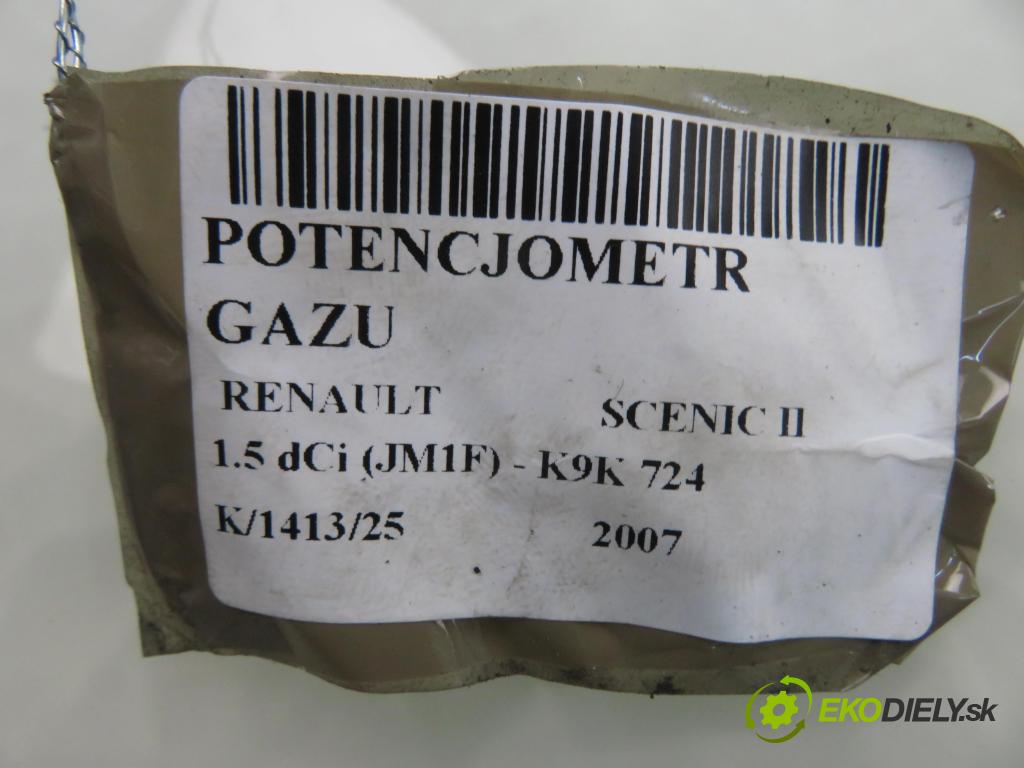 POTENCJOMETR
GAZU
RENAULT SCENIC II
1.5 dCi (JM1F) - K9K 724
K/1413/25 2007
EKODIELY.sk